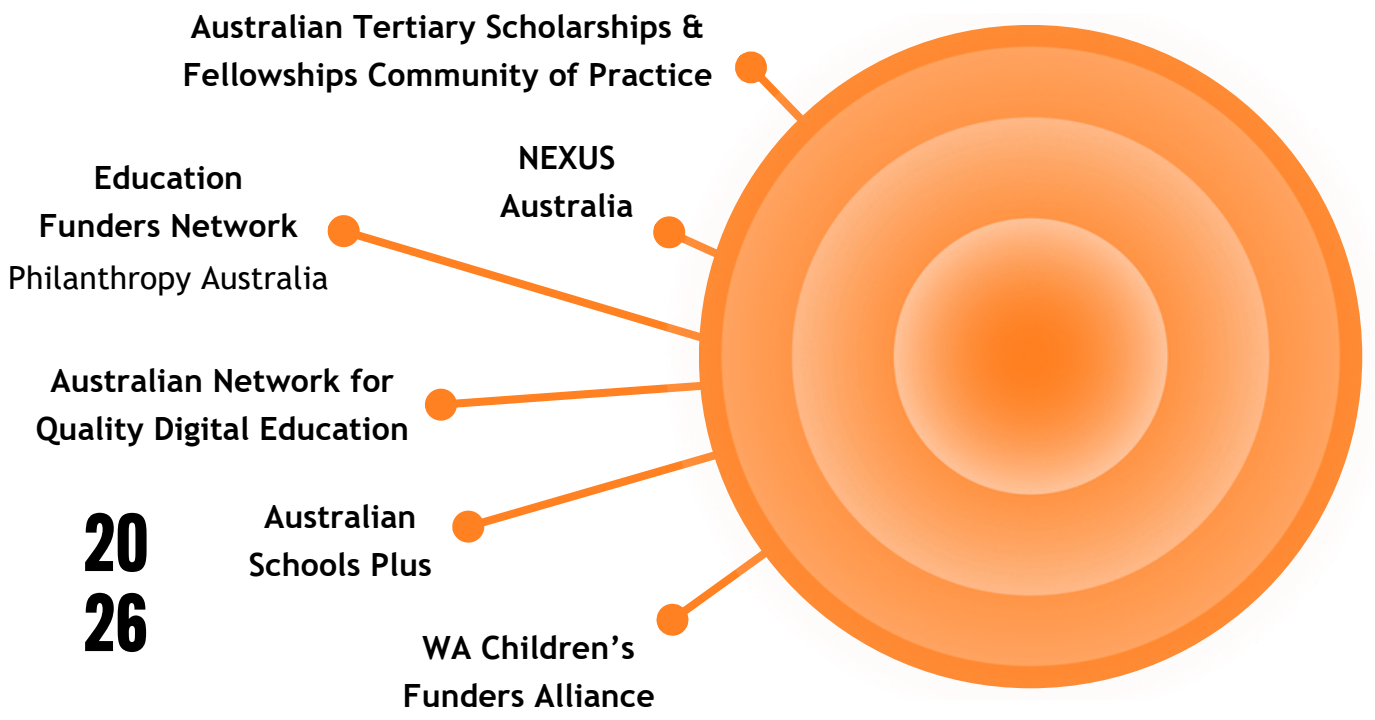 Australian Tertiary Scholarships &
Fellowships Community of Practice
NEXUS
Australia
Education
Funders Network
Philanthropy Australia
Australian Network for
Quality Digital Education
Australian
Schools Plus
20
26
WA Children’s
Funders Alliance